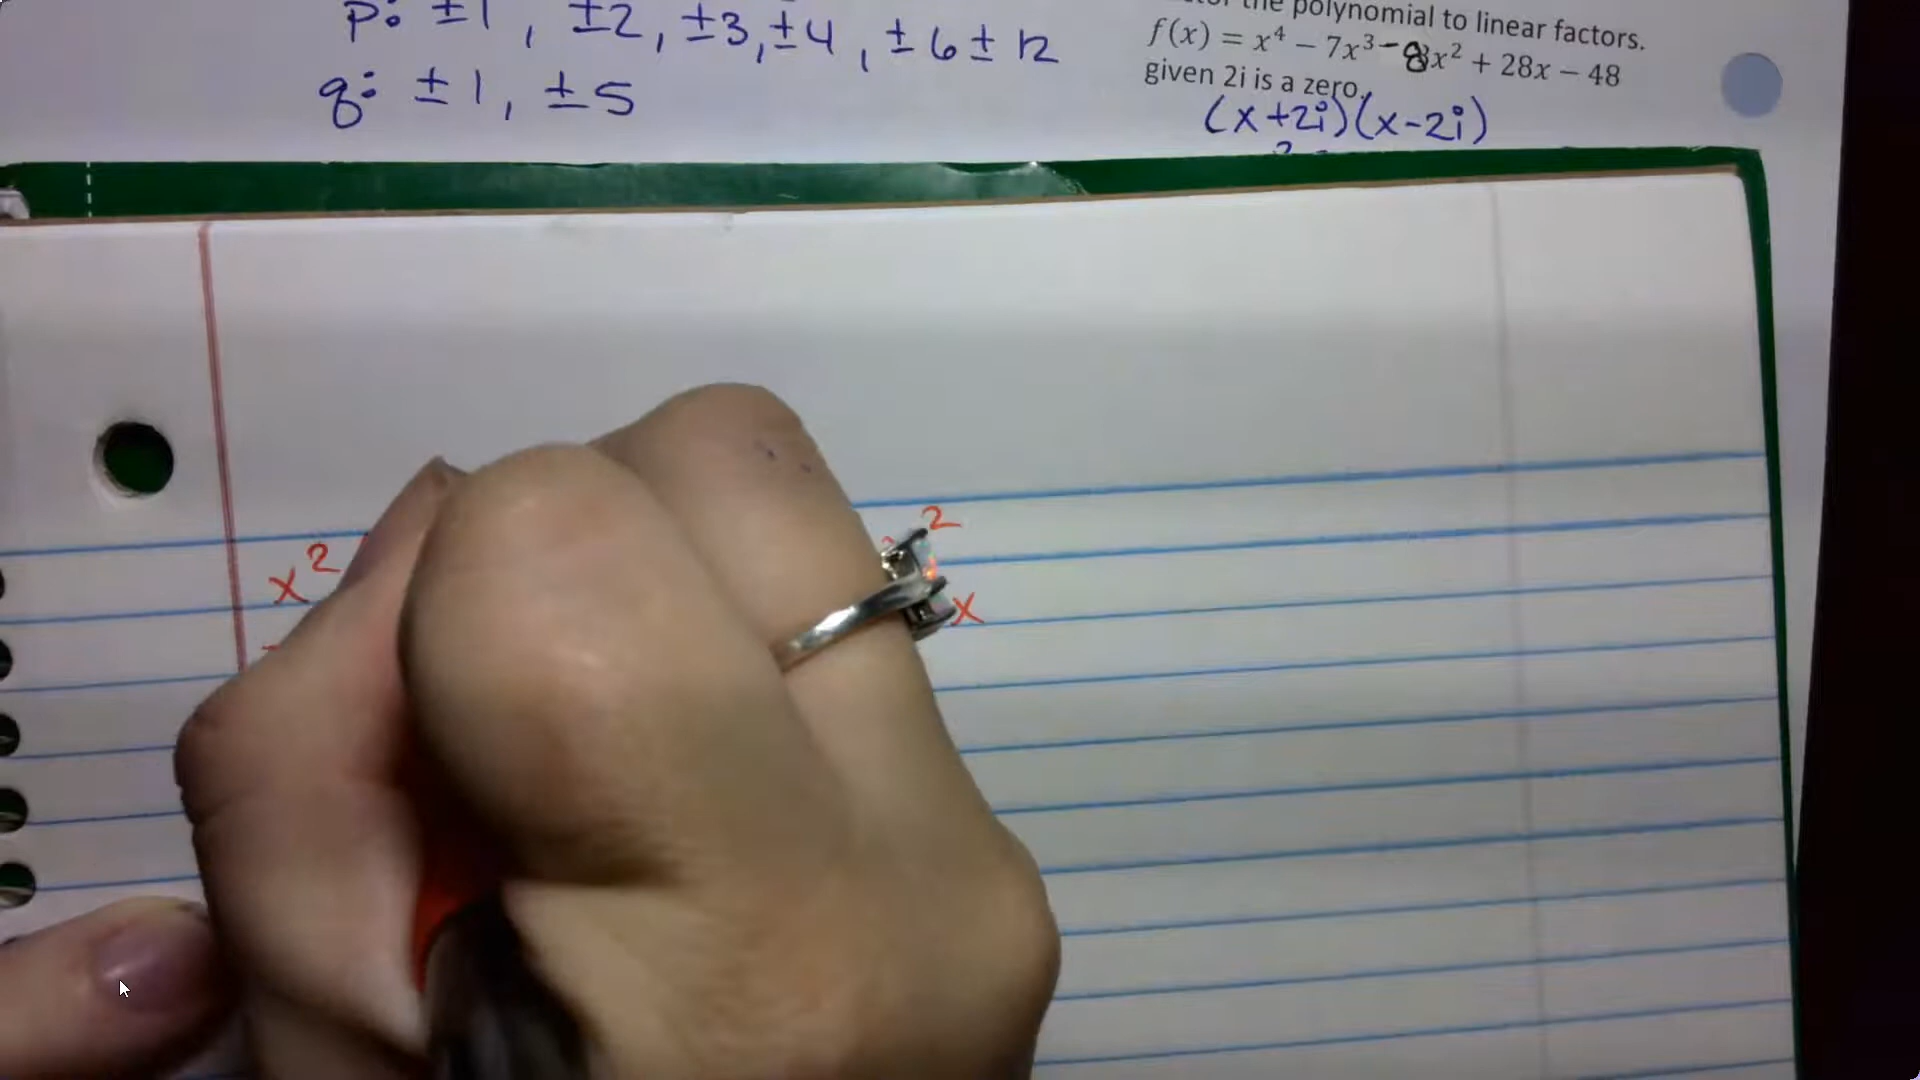 p: ±1, ±2, ±3, ±4, ±6 ±12
q: ±1, ±5
the polynomial to linear factors.
f(x) = x⁴ − 7x³ −8x² + 28x − 48
given 2i is a zero.
(x+2i)(x−2i)
x²
2
x